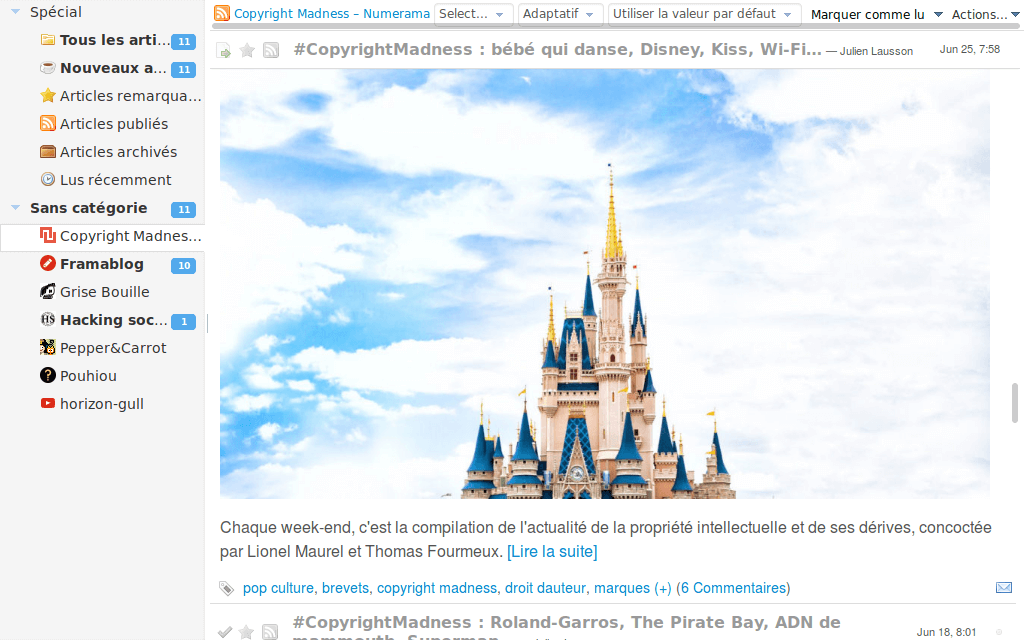 Spécial
Tous les arti... 11
Nouveaux a... 11
Articles remarqua...
Articles publiés
Articles archivés
Lus récemment
Sans catégorie 11
Copyright Madnes...
Framablog 10
Grise Bouille
HS Hacking soc... 1
Pepper&Carrot
? Pouhiou
horizon-gull
Copyright Madness – Numerama Select... Adaptatif Utiliser la valeur par défaut Marquer comme lu Actions...
#CopyrightMadness : bébé qui danse, Disney, Kiss, Wi-Fi... — Julien Lausson Jun 25, 7:58
Chaque week-end, c'est la compilation de l'actualité de la propriété intellectuelle et de ses dérives, concoctée
par Lionel Maurel et Thomas Fourmeux. [Lire la suite]
pop culture, brevets, copyright madness, droit dauteur, marques (+) (6 Commentaires)
#CopyrightMadness : Roland-Garros, The Pirate Bay, ADN de
mammouth, Superman Jun 18, 8:01